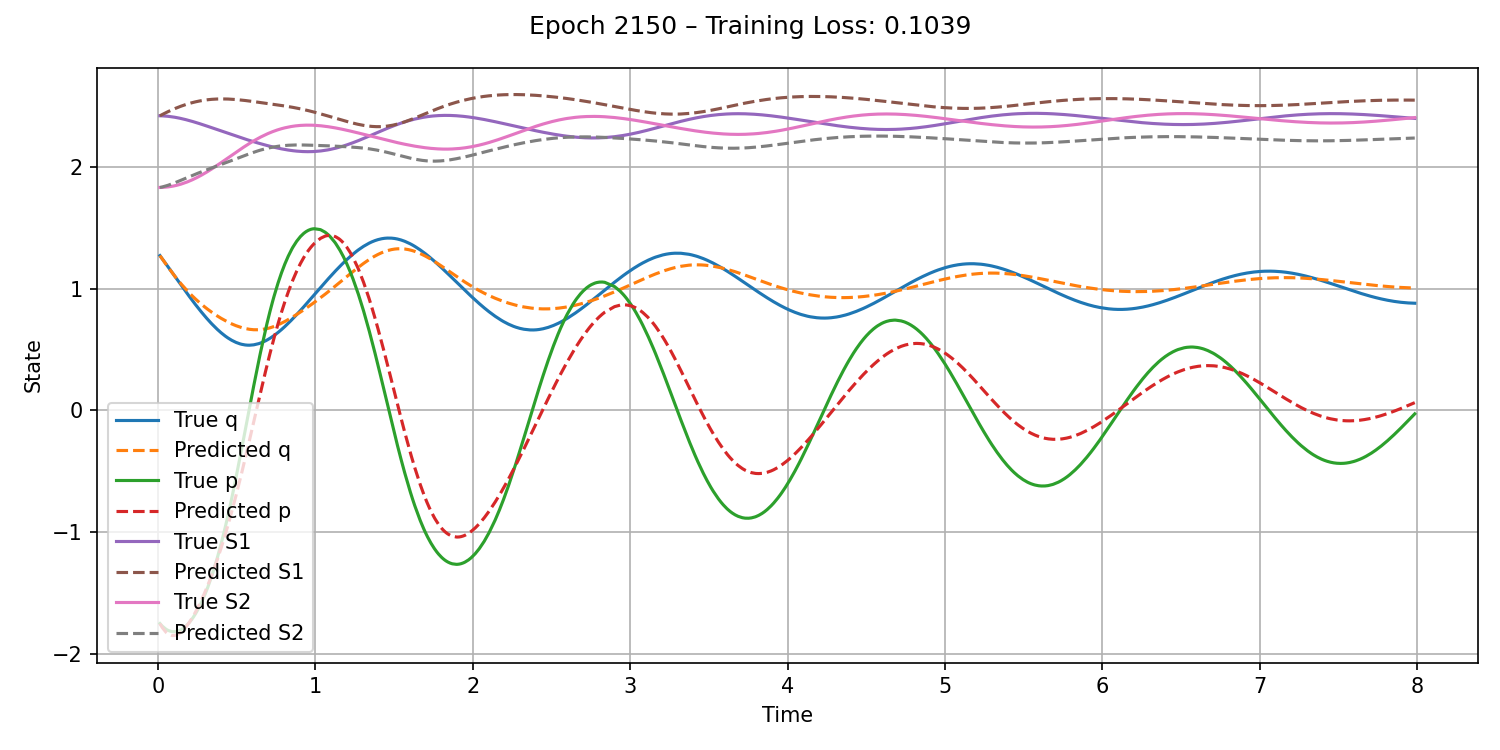 Epoch 2150 – Training Loss: 0.1039
State
2
1
0
−1
−2
True q
Predicted q
True p
Predicted p
True S1
Predicted S1
True S2
Predicted S2
0 1 2 3 4 5 6 7 8
Time